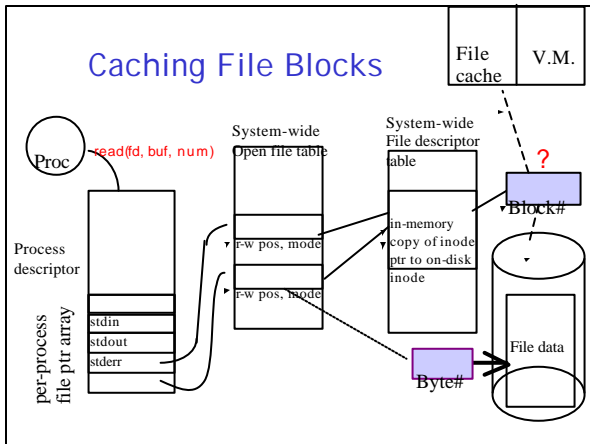 Caching File Blocks
File
cache
V.M.
Proc
read(fd, buf, num)
System-wide
Open file table
System-wide
File descriptor
table
?
Block#
Process
descriptor
r-w pos, mode
r-w pos, mode
in-memory
copy of inode
ptr to on-disk
inode
per-process
file ptr array
stdin
stdout
stderr
Byte#
File data